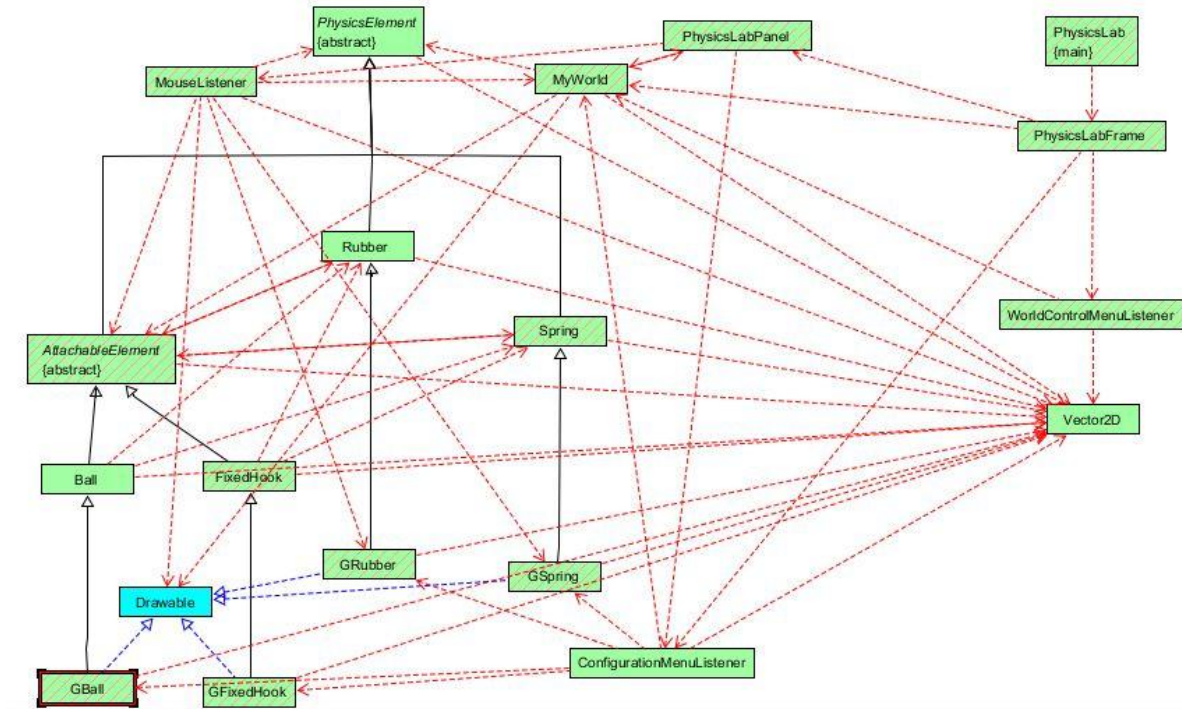 PhysicsElement
{abstract}
PhysicsLabPanel
PhysicsLab
{main}
MouseListener
MyWorld
PhysicsLabFrame
Rubber
WorldControlMenuListener
Spring
AttachableElement
{abstract}
Vector2D
Ball
FixedHook
GRubber
GSpring
Drawable
ConfigurationMenuListener
GBall
GFixedHook